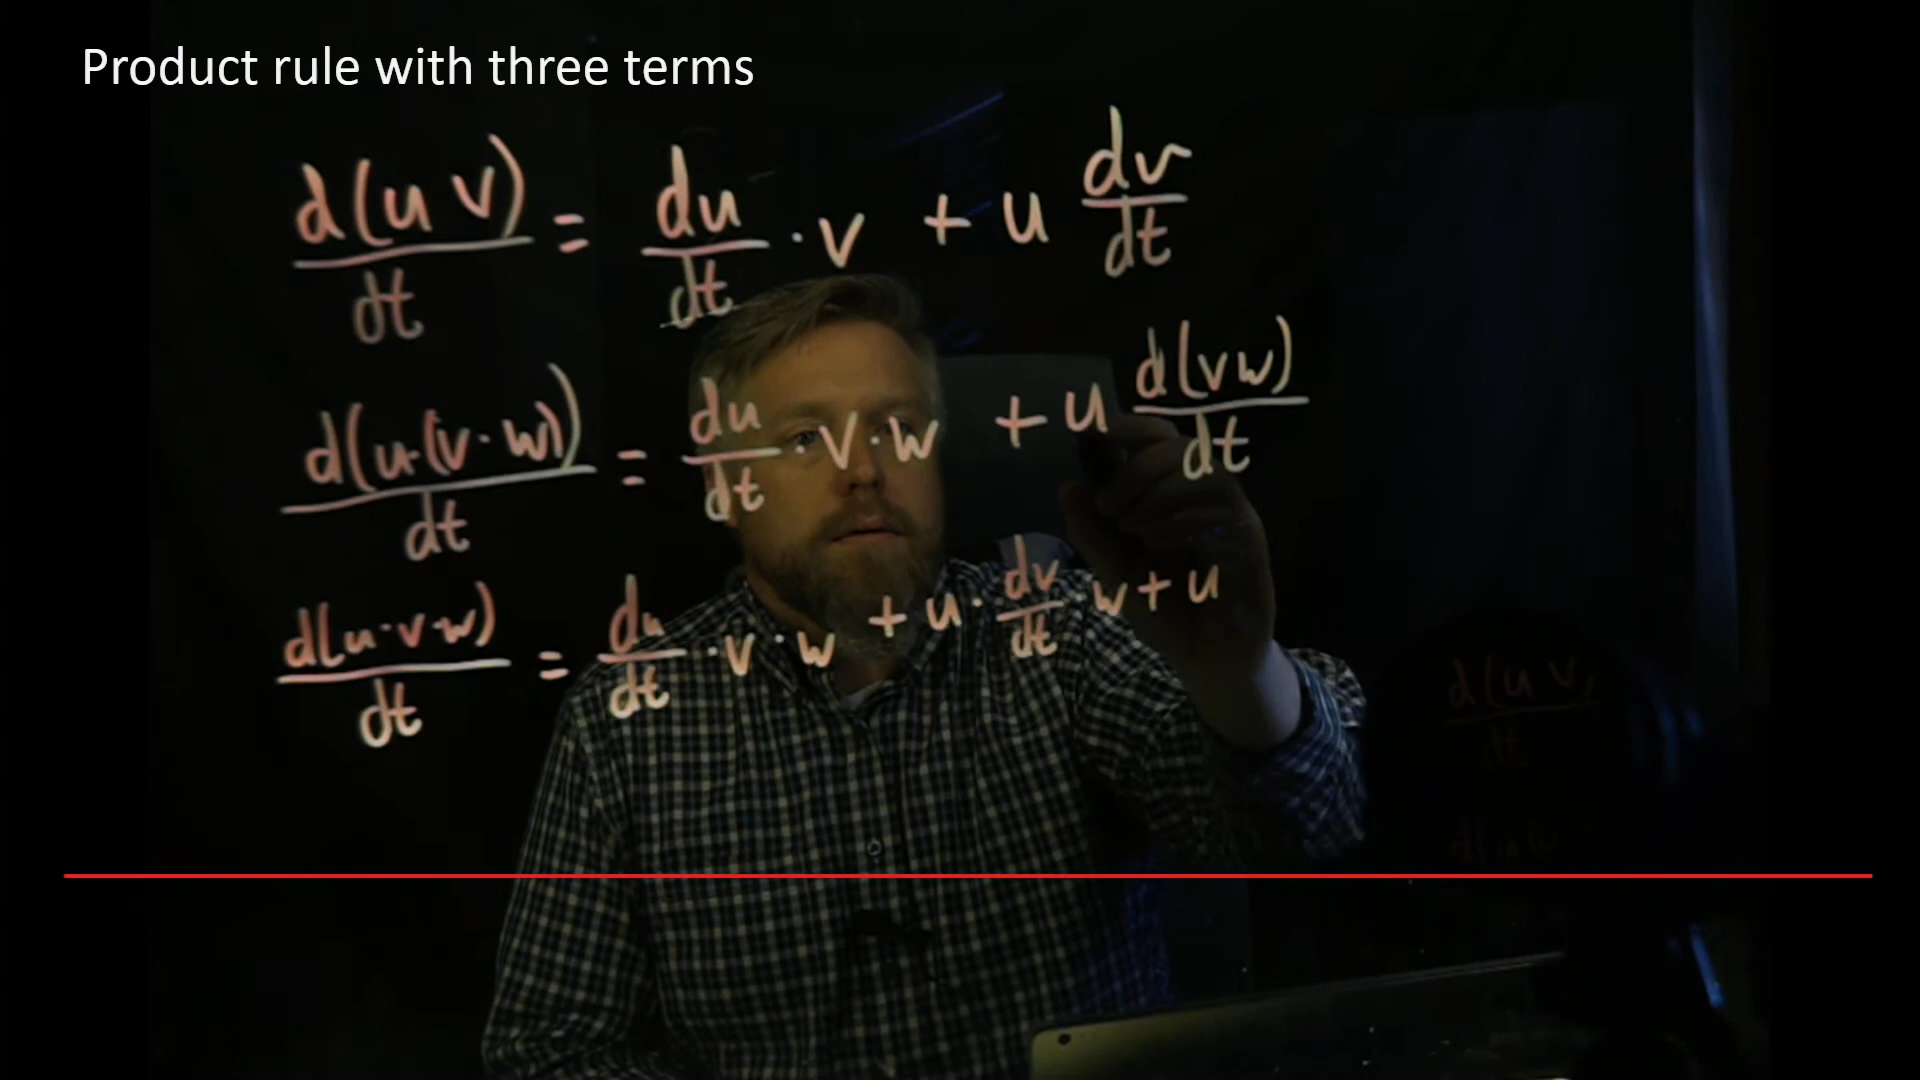 Product rule with three terms
d(u v)/dt = du/dt · v + u dv/dt
d(u·(v·w))/dt = du/dt · v·w + u d(vw)/dt
d(u·v·w)/dt = du/dt · v·w + u · dv/dt · w + u